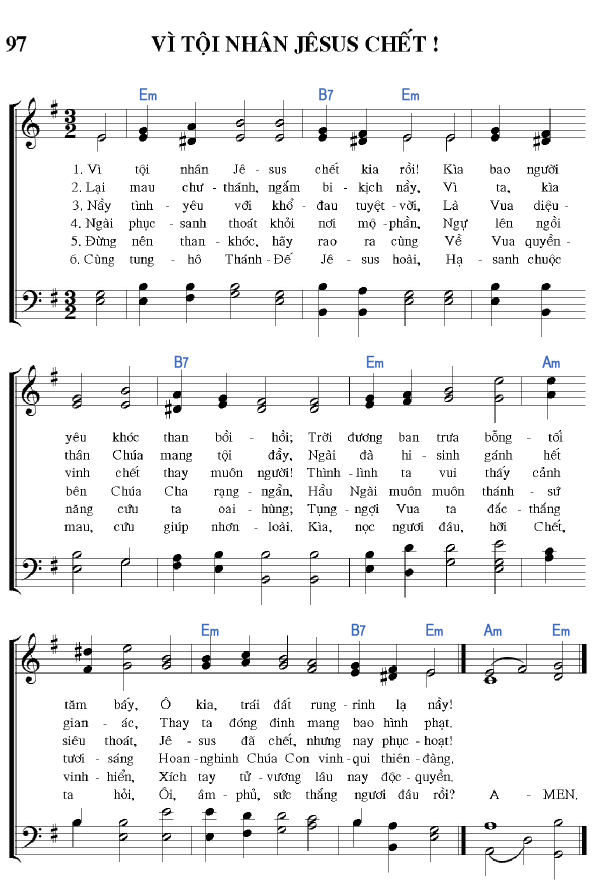 97 VÌ TỘI NHÂN JÊSUS CHẾT !
Em B7 Em
3 2
1. Vì tội nhân Jê - sus chết kia rồi! Kìa bao người
2. Lại mau chư - thánh, ngắm bi - kịch nầy, Vì ta, kìa
3. Nầy tình - yêu với khổ - đau tuyệt - vời, Là Vua diệu -
4. Ngài phục - sanh thoát khỏi nơi mộ - phần, Ngự lên ngồi
5. Đừng nên than - khóc, hãy rao ra cùng Về Vua quyền -
6. Cùng tung - hô Thánh - Đế Jê - sus hoài, Hạ - sanh chuộc
3 2
B7 Em Am
yêu khóc than bồi - hồi; Trời đương ban trưa bỗng - tối
thân Chúa mang tội đầy, Ngài đã hi - sinh gánh hết
vinh chết thay muôn người! Thình - lình ta vui thấy cảnh
bên Chúa Cha rạng - ngần, Hầu Ngài muôn muôn thánh - sứ
năng cứu ta oai - hùng; Tụng - ngợi Vua ta đắc - thắng
mau, cứu giúp nhơn - loài, Kìa, nọc ngươi đâu, hỡi Chết,
Em B7 Em Am Em
tăm bấy, Ô kia, trái đất rung - rinh lạ nầy!
gian - ác, Thay ta đóng đinh mang bao hình phạt.
siêu thoát, Jê - sus đã chết, nhưng nay phục - hoạt!
tươi - sáng Hoan - nghinh Chúa Con vinh - qui thiên - đàng.
vinh - hiển, Xích tay tử - vương lâu nay độc - quyền.
ta hỏi, Ôi, âm - phủ, sức thắng ngươi đâu rồi? A - MEN.